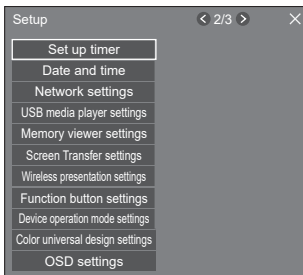 Setup < 2/3 > ×
Set up timer
Date and time
Network settings
USB media player settings
Memory viewer settings
Screen Transfer settings
Wireless presentation settings
Function button settings
Device operation mode settings
Color universal design settings
OSD settings